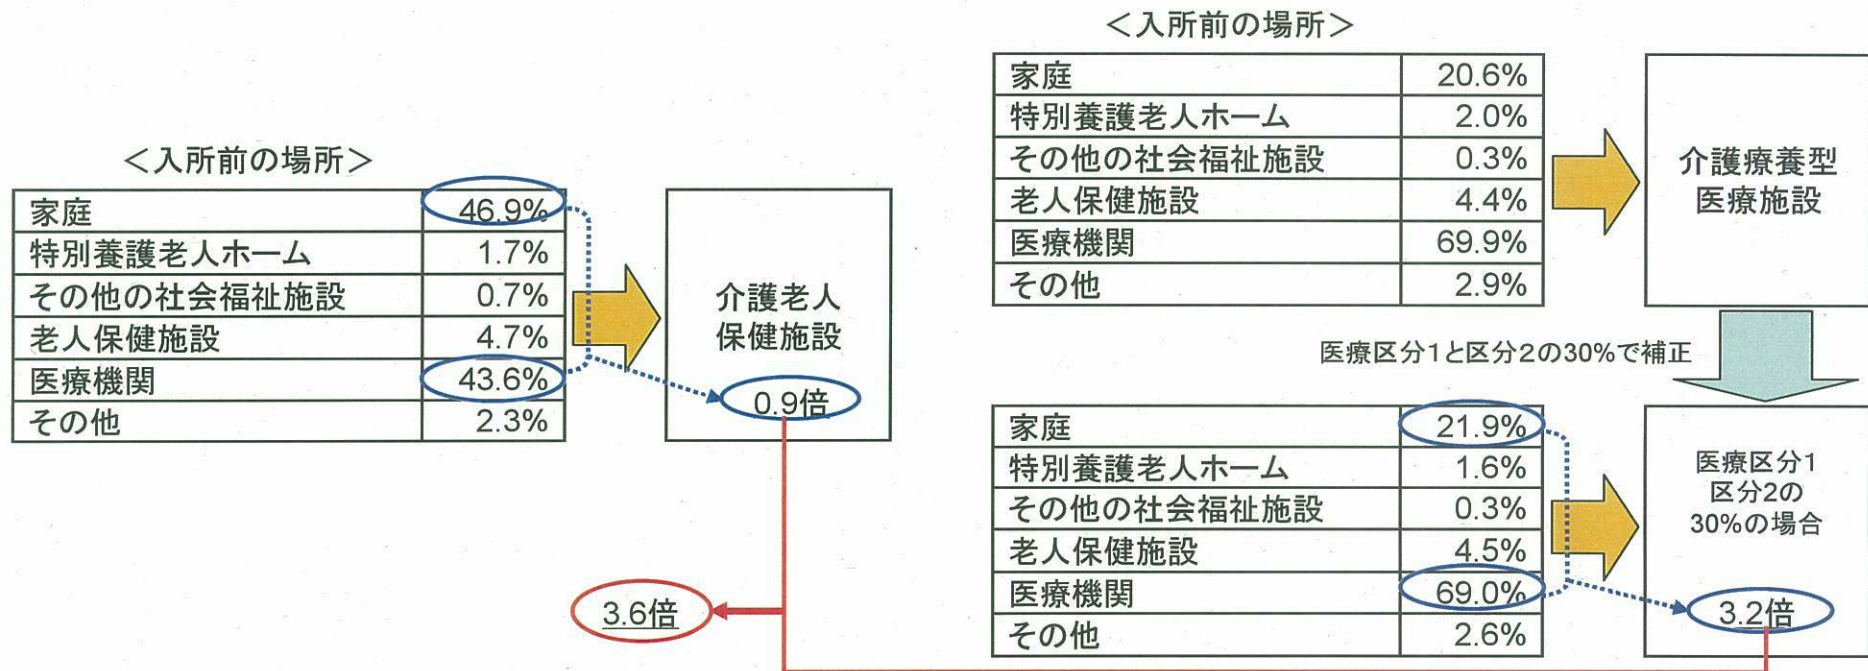 ＜入所前の場所＞
家庭 46.9%
特別養護老人ホーム 1.7%
その他の社会福祉施設 0.7%
老人保健施設 4.7%
医療機関 43.6%
その他 2.3%
介護老人
保健施設
0.9倍
3.6倍
＜入所前の場所＞
家庭 20.6%
特別養護老人ホーム 2.0%
その他の社会福祉施設 0.3%
老人保健施設 4.4%
医療機関 69.9%
その他 2.9%
介護療養型
医療施設
医療区分1と区分2の30%で補正
家庭 21.9%
特別養護老人ホーム 1.6%
その他の社会福祉施設 0.3%
老人保健施設 4.5%
医療機関 69.0%
その他 2.6%
医療区分1
区分2の
30%の場合
3.2倍